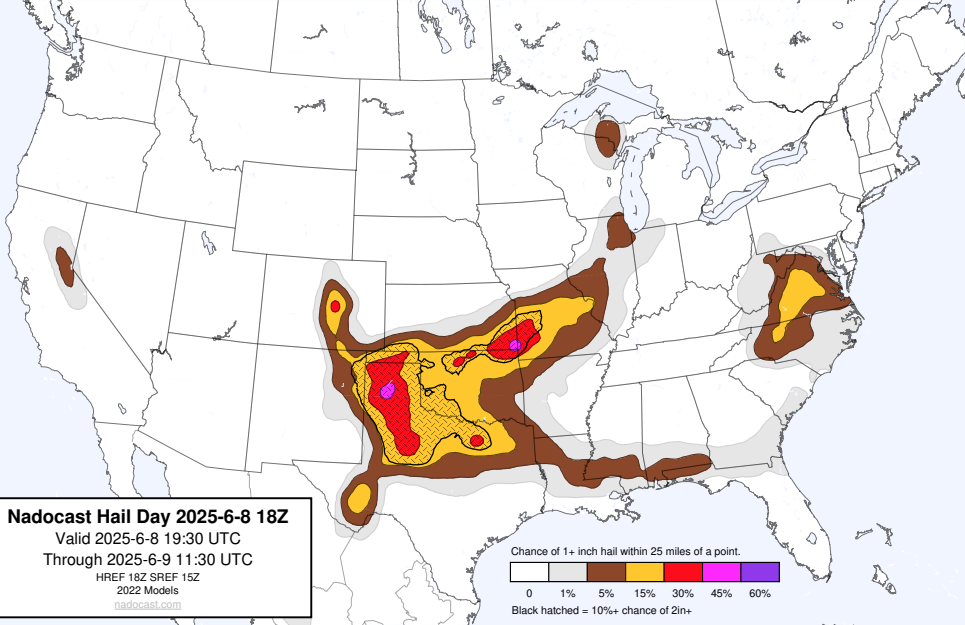 Nadocast Hail Day 2025-6-8 18Z
Valid 2025-6-8 19:30 UTC
Through 2025-6-9 11:30 UTC
HREF 18Z SREF 15Z
2022 Models
nadocast.com
Chance of 1+ inch hail within 25 miles of a point.
0 1% 5% 15% 30% 45% 60%
Black hatched = 10%+ chance of 2in+